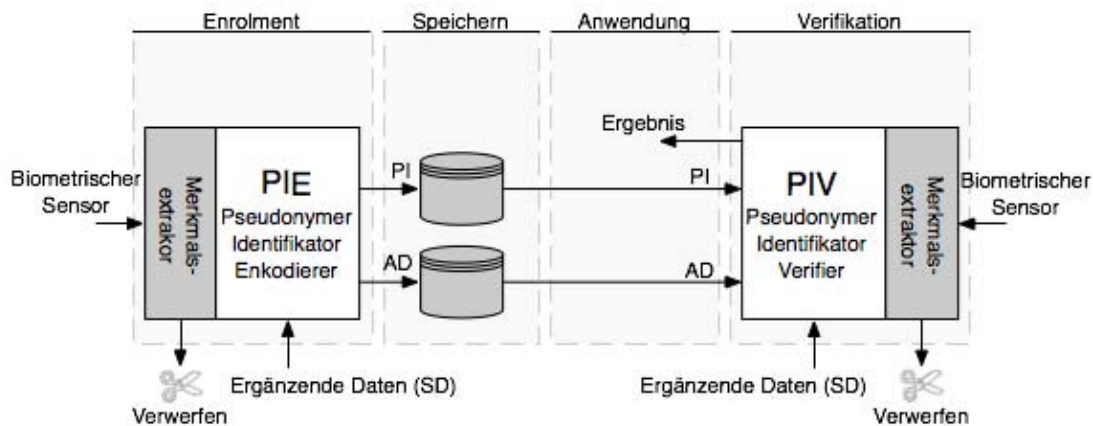 Enrolment
Speichern
Anwendung
Verifikation
Biometrischer
Sensor
Merkmals-
extrakor
PIE
Pseudonymer
Identifikator
Enkodierer
PI
AD
Ergebnis
PI
AD
PIV
Pseudonymer
Identifikator
Verifier
Merkmals-
extraktor
Biometrischer
Sensor
Verwerfen
Ergänzende Daten (SD)
Ergänzende Daten (SD)
Verwerfen